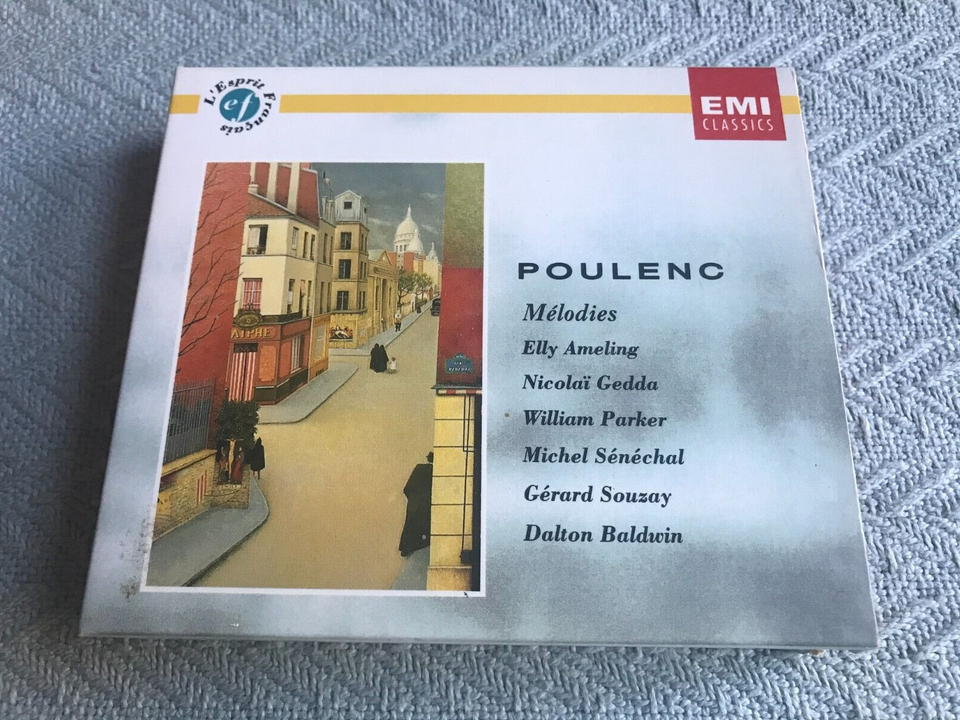 L'Esprit Français
ef
EMI
CLASSICS
POULENC
Mélodies
Elly Ameling
Nicolaï Gedda
William Parker
Michel Sénéchal
Gérard Souzay
Dalton Baldwin